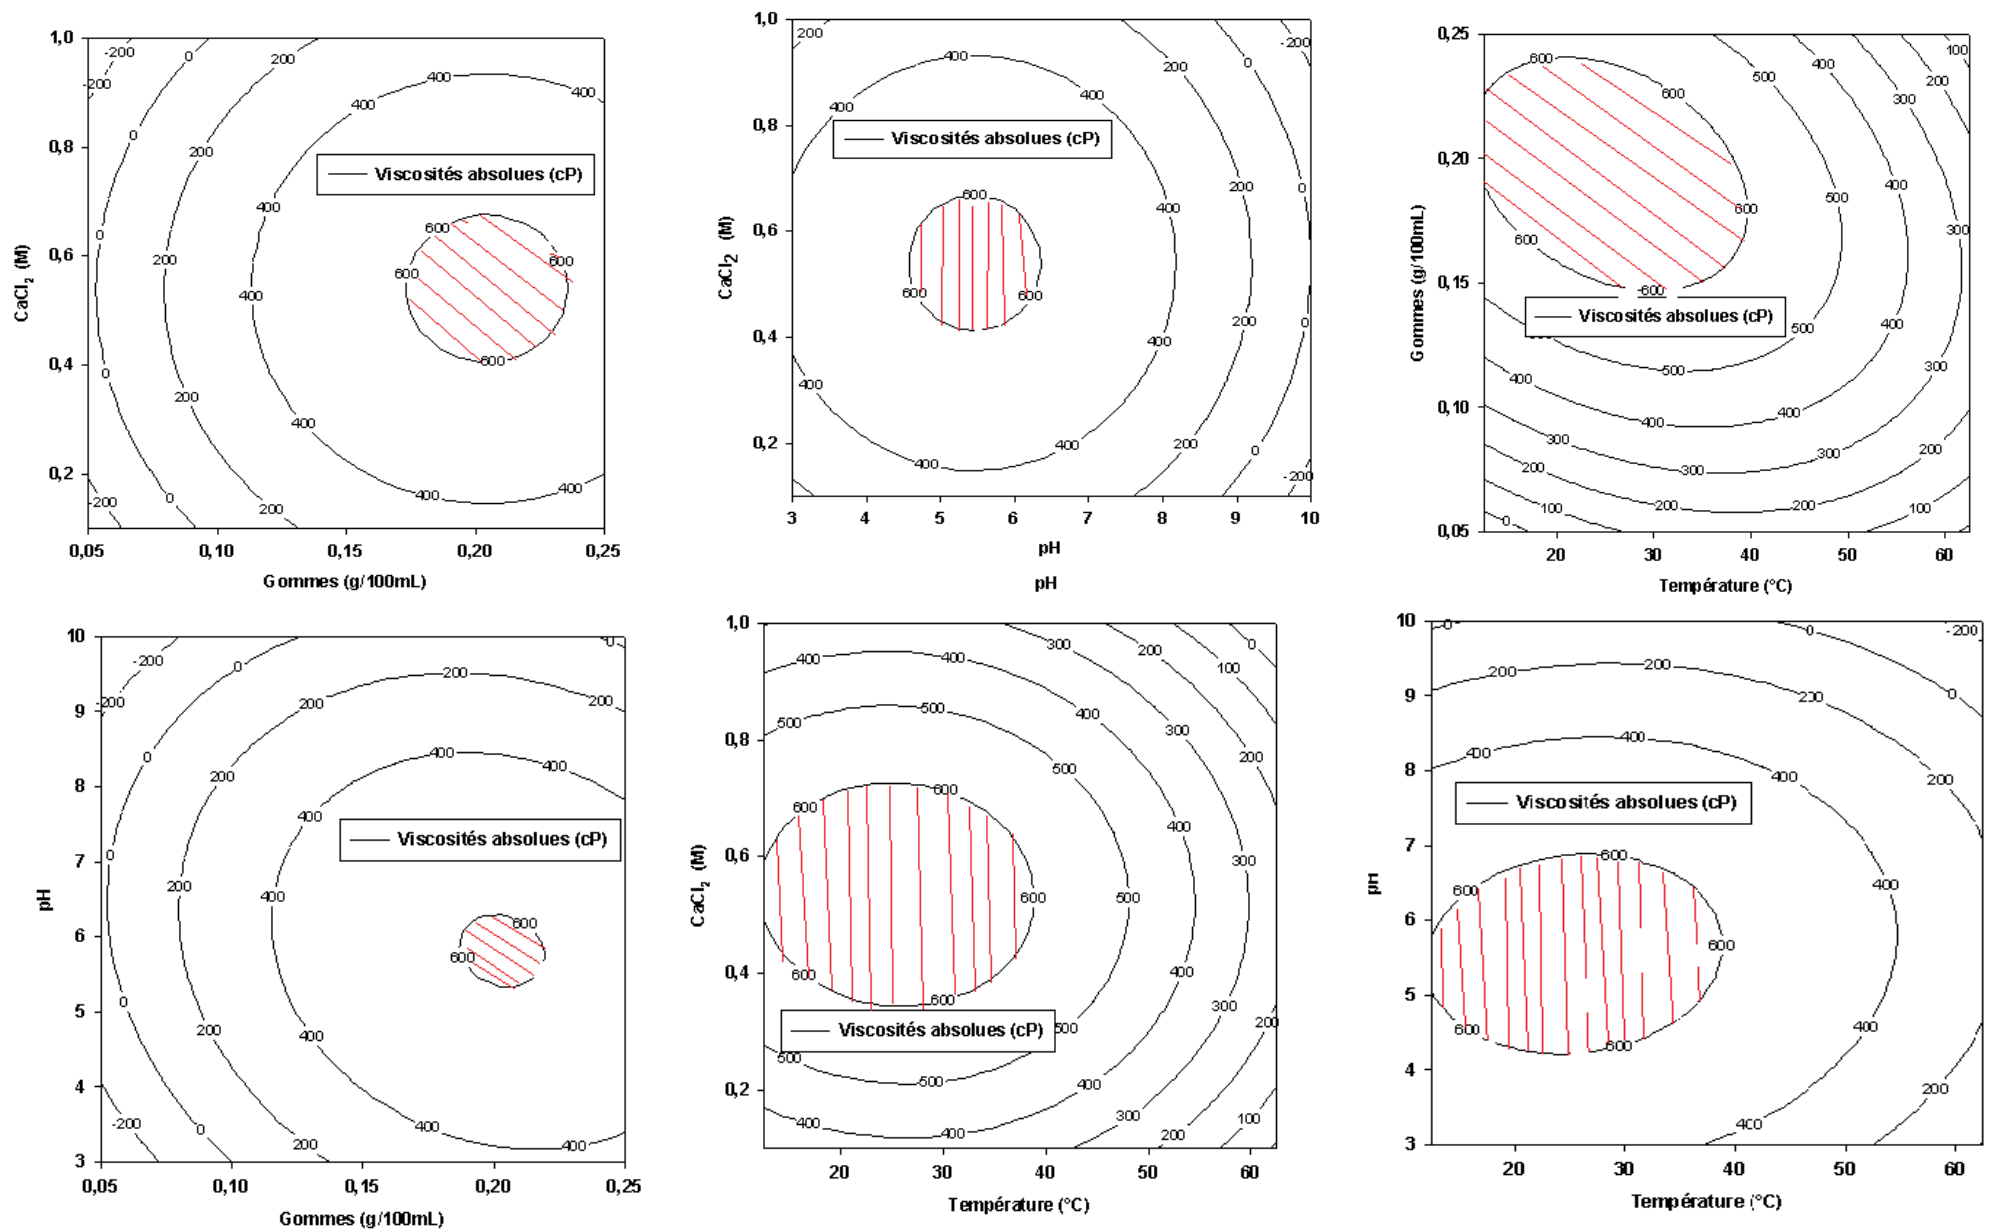 1,0
0,8
0,6
0,4
0,2
CaCl2 (M)
-200 0 200
-200 400 400
0 400
200
Viscosités absolues (cP)
400
600
0 600
200 600
400
600
0
200
400
-200 0 200 400 400
0,05 0,10 0,15 0,20 0,25
Gommes (g/100mL)
1,0
0,8
0,6
0,4
0,2
CaCl2 (M)
200 400 200 0 -200
400 400
Viscosités absolues (cP)
600 400 200 0
600 600
400 200 0
400
400 400 200 0 -200
3 4 5 6 7 8 9 10
pH
0,25
0,20
0,15
0,10
0,05
Gommes (g/100mL)
600 500 400 300 200 100
600
600 500 400 300
600
600
Viscosités absolues (cP)
500 400
500
400 400 400 300
300 300 300 200
200 200 200
0 100 100
20 30 40 50 60
Température (°C)
10
9
8
7
6
5
4
3
pH
-200 0 0
-200 200 200 200
0 200 400 400
400
Viscosités absolues (cP)
0
200 400
600
600
0
200 400
-200 0 200 400 400
0,05 0,10 0,15 0,20 0,25
Gommes (g/100mL)
pH
1,0
0,8
0,6
0,4
0,2
CaCl2 (M)
400 400 300 200 100 0
500 500 400 300 200
500
600 600
400 300
600 500
600 600 400
300 200
Viscosités absolues (cP)
500
500 500 400
400 400 300 200 100
20 30 40 50 60
Température (°C)
10
9
8
7
6
5
4
3
pH
0 0 -200
200 200 200 0
400 400 400 200
Viscosités absolues (cP)
600
600 400
600
600 600 400
200
400
20 30 40 50 60
Température (°C)